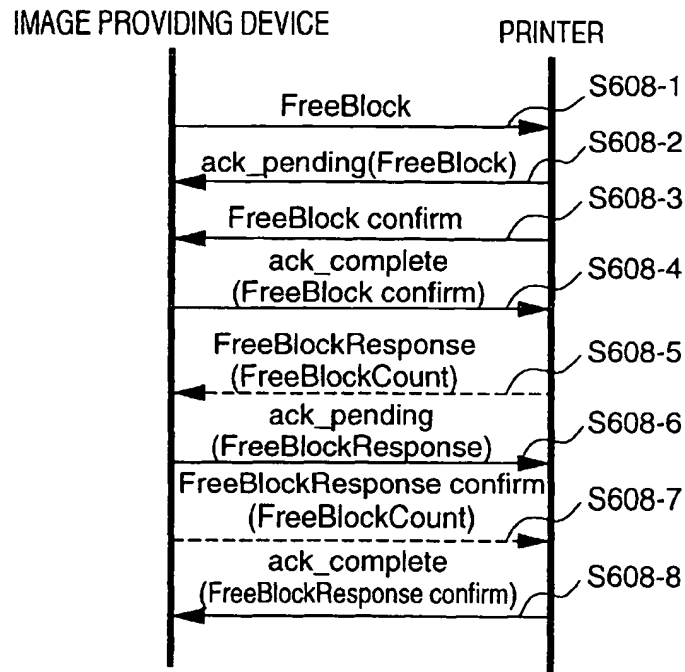 IMAGE PROVIDING DEVICE
PRINTER
FreeBlock
S608-1
ack_pending(FreeBlock)
S608-2
FreeBlock confirm
S608-3
ack_complete
(FreeBlock confirm)
S608-4
FreeBlockResponse
(FreeBlockCount)
S608-5
ack_pending
(FreeBlockResponse)
S608-6
FreeBlockResponse confirm
(FreeBlockCount)
S608-7
ack_complete
(FreeBlockResponse confirm)
S608-8